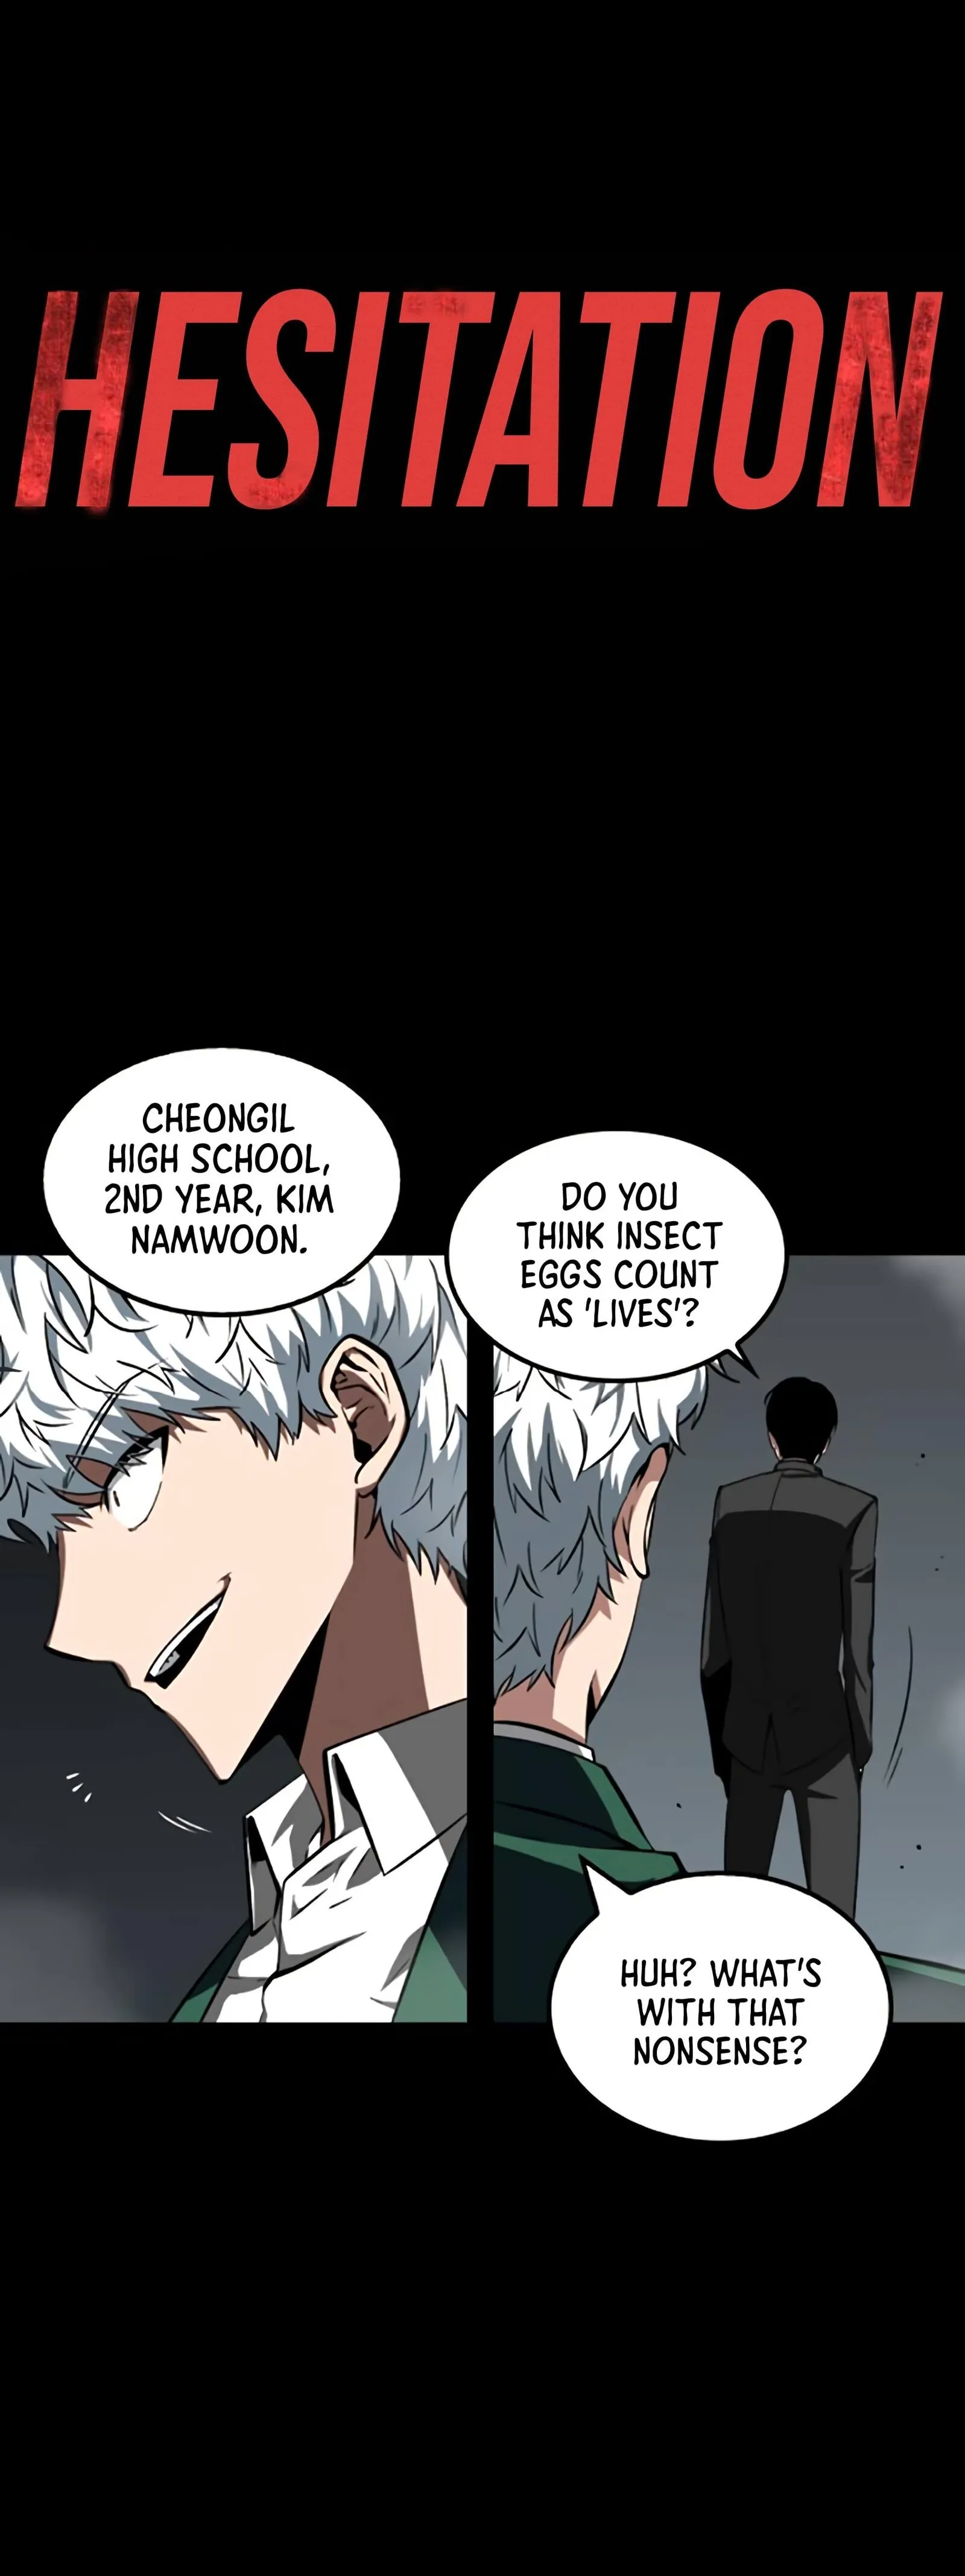 HESITATION
CHEONGIL
HIGH SCHOOL,
2ND YEAR, KIM
NAMWOON.
DO YOU
THINK INSECT
EGGS COUNT
AS 'LIVES'?
HUH? WHAT'S
WITH THAT
NONSENSE?